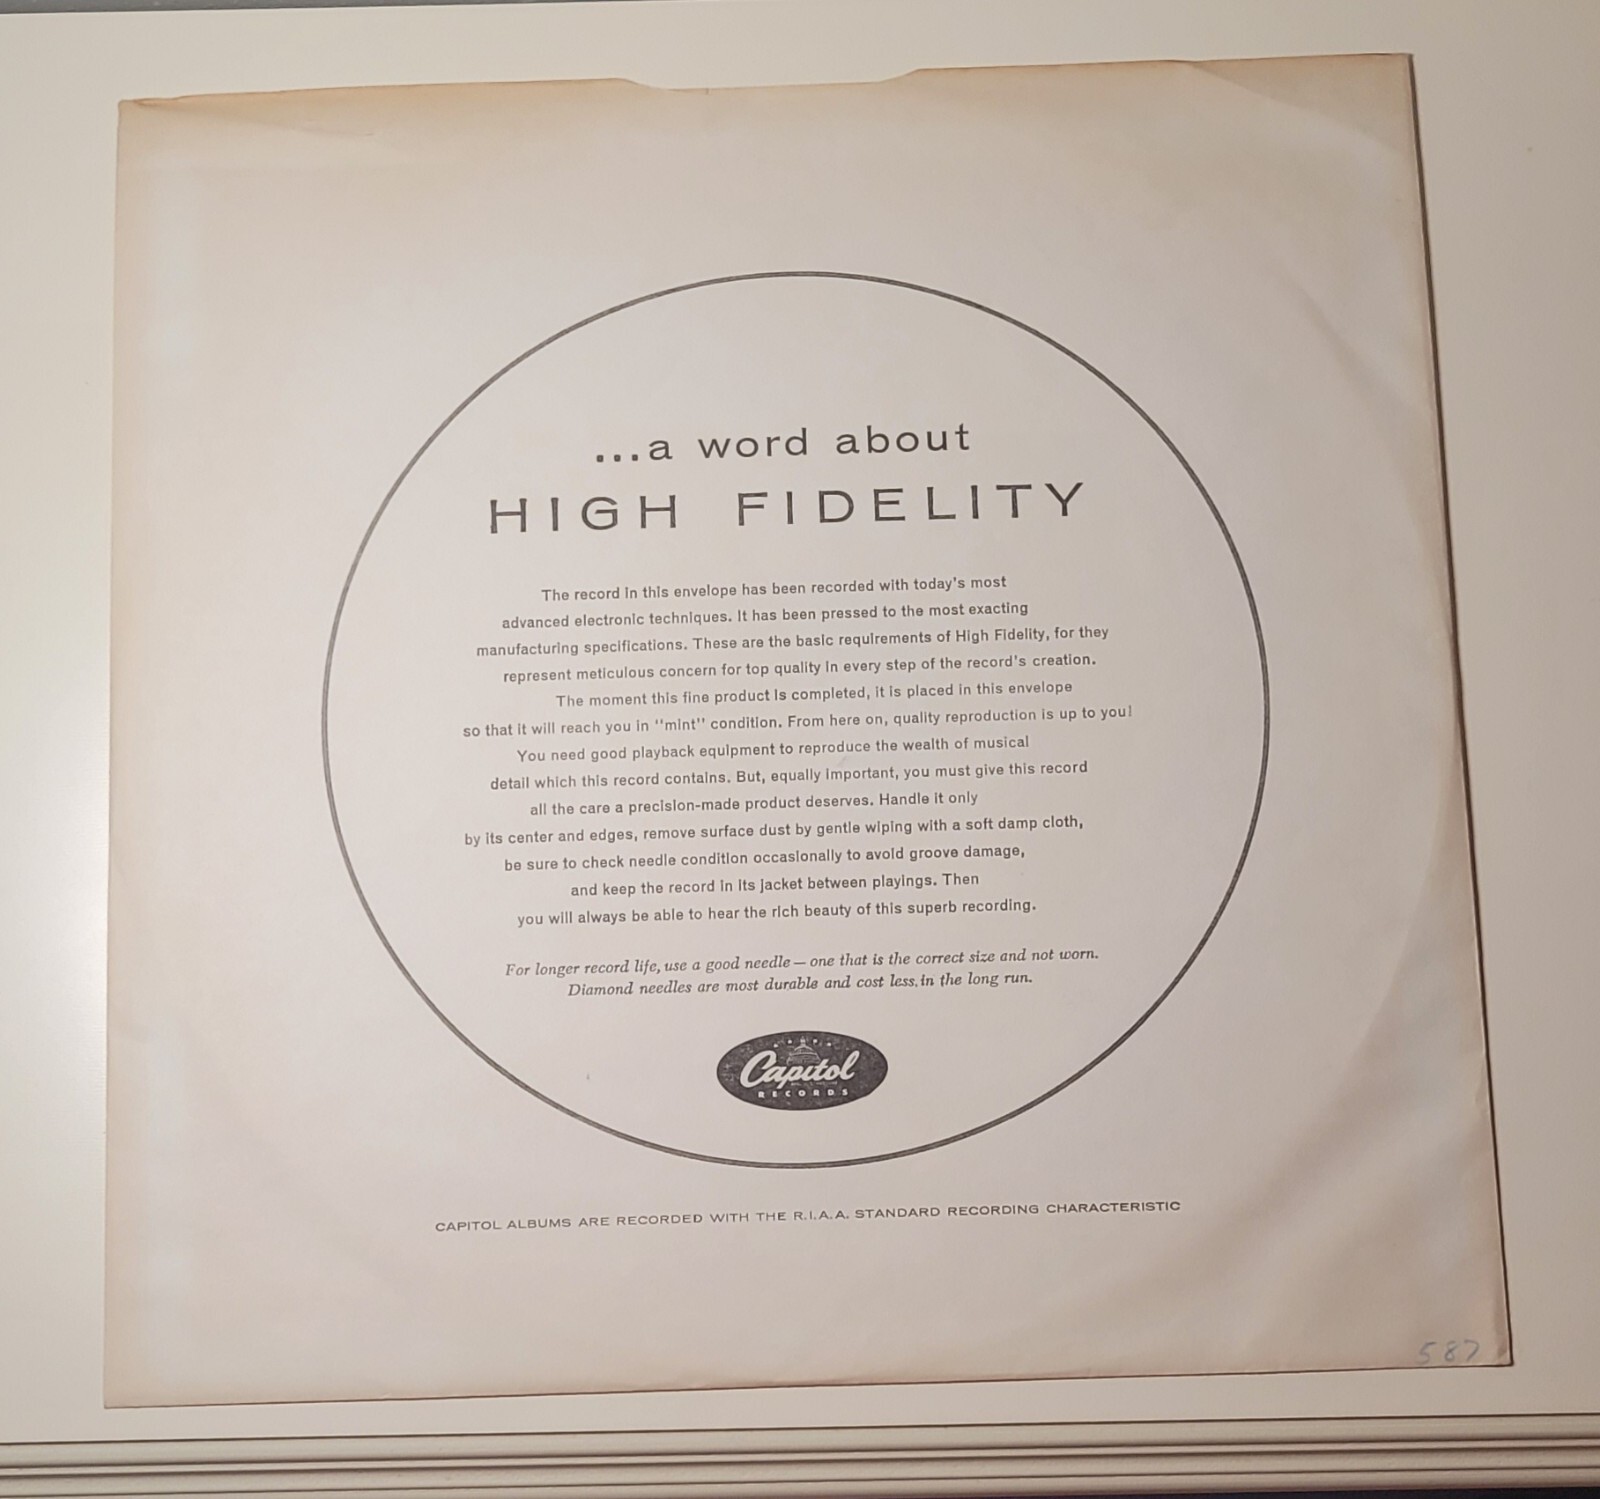 ...a word about
HIGH FIDELITY
The record in this envelope has been recorded with today's most
advanced electronic techniques. It has been pressed to the most exacting
manufacturing specifications. These are the basic requirements of High Fidelity, for they
represent meticulous concern for top quality in every step of the record's creation.
The moment this fine product is completed, it is placed in this envelope
so that it will reach you in "mint" condition. From here on, quality reproduction is up to you!
You need good playback equipment to reproduce the wealth of musical
detail which this record contains. But, equally important, you must give this record
all the care a precision-made product deserves. Handle it only
by its center and edges, remove surface dust by gentle wiping with a soft damp cloth,
be sure to check needle condition occasionally to avoid groove damage,
and keep the record in its jacket between playings. Then
you will always be able to hear the rich beauty of this superb recording.
For longer record life, use a good needle — one that is the correct size and not worn.
Diamond needles are most durable and cost less in the long run.
Capitol
RECORDS
CAPITOL ALBUMS ARE RECORDED WITH THE R.I.A.A. STANDARD RECORDING CHARACTERISTIC
587